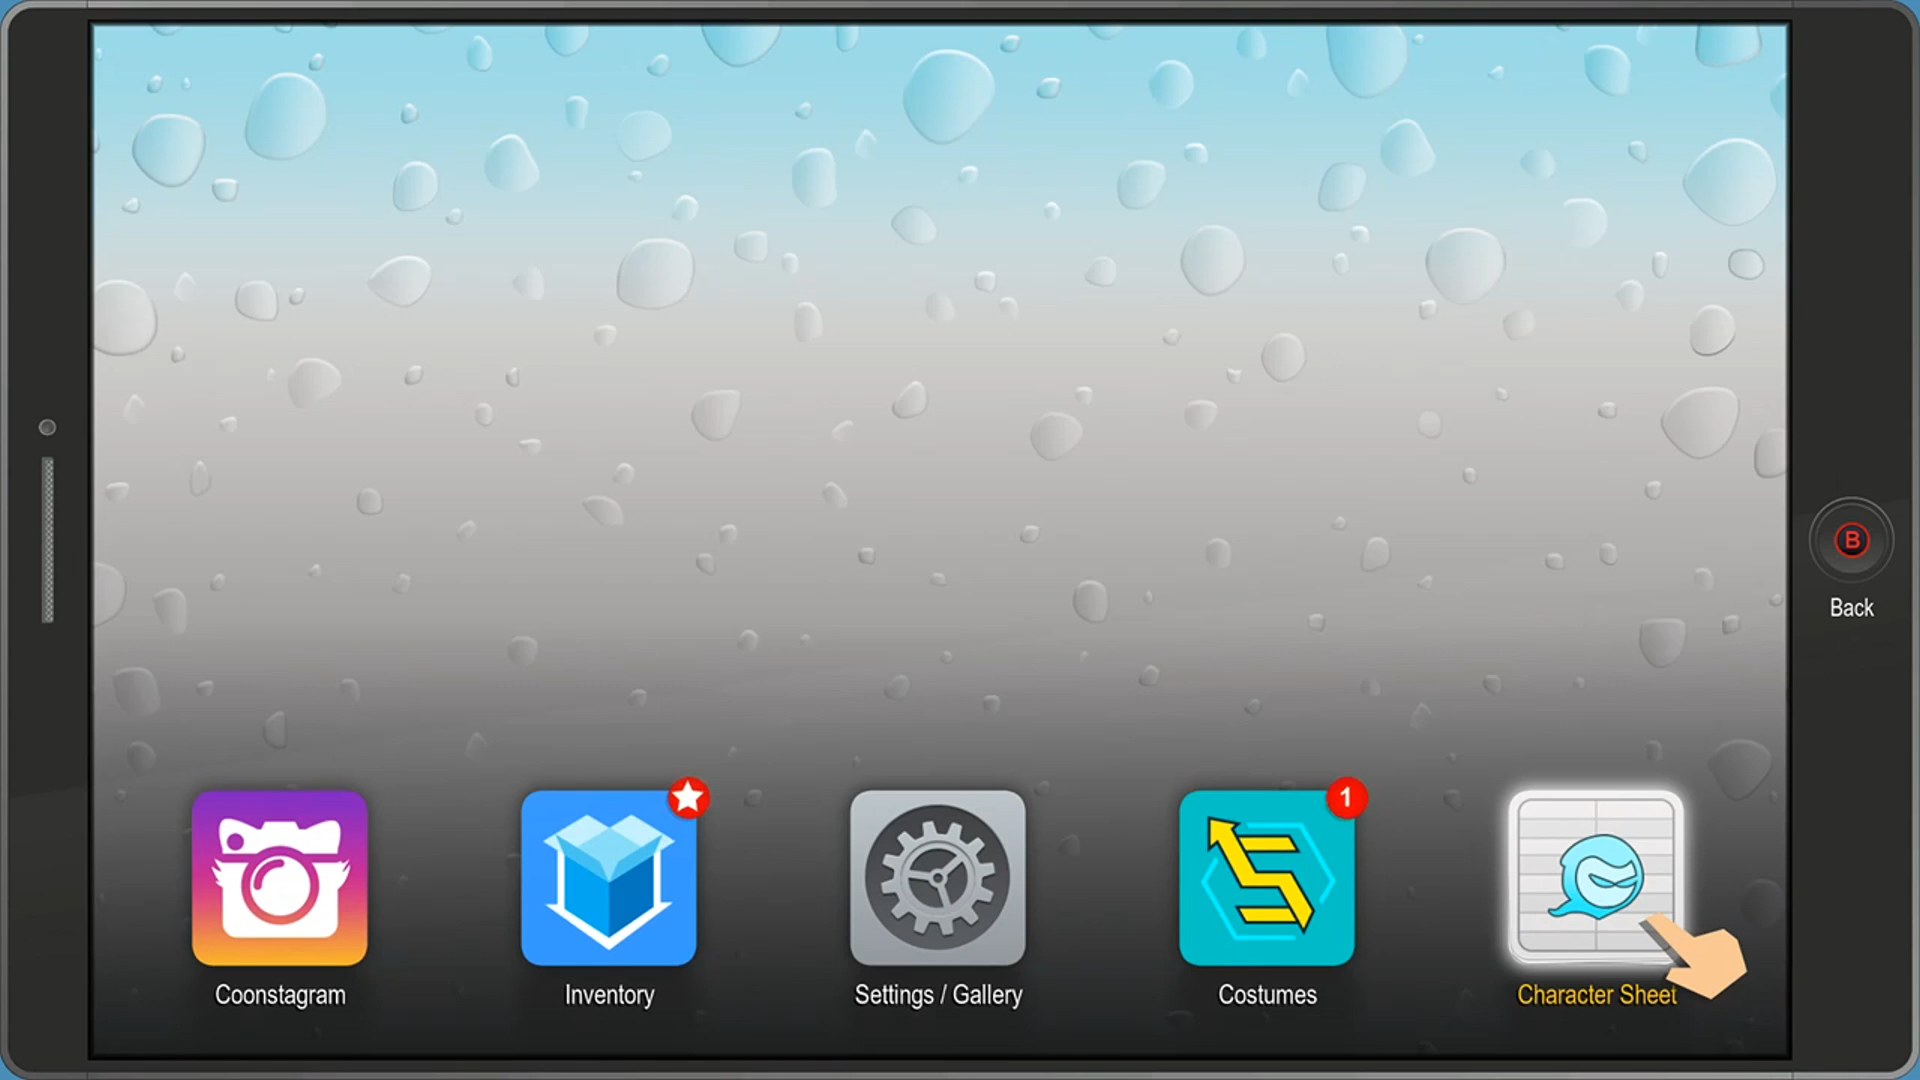 B
Back
1
Coonstagram
Inventory
Settings / Gallery
Costumes
Character Sheet